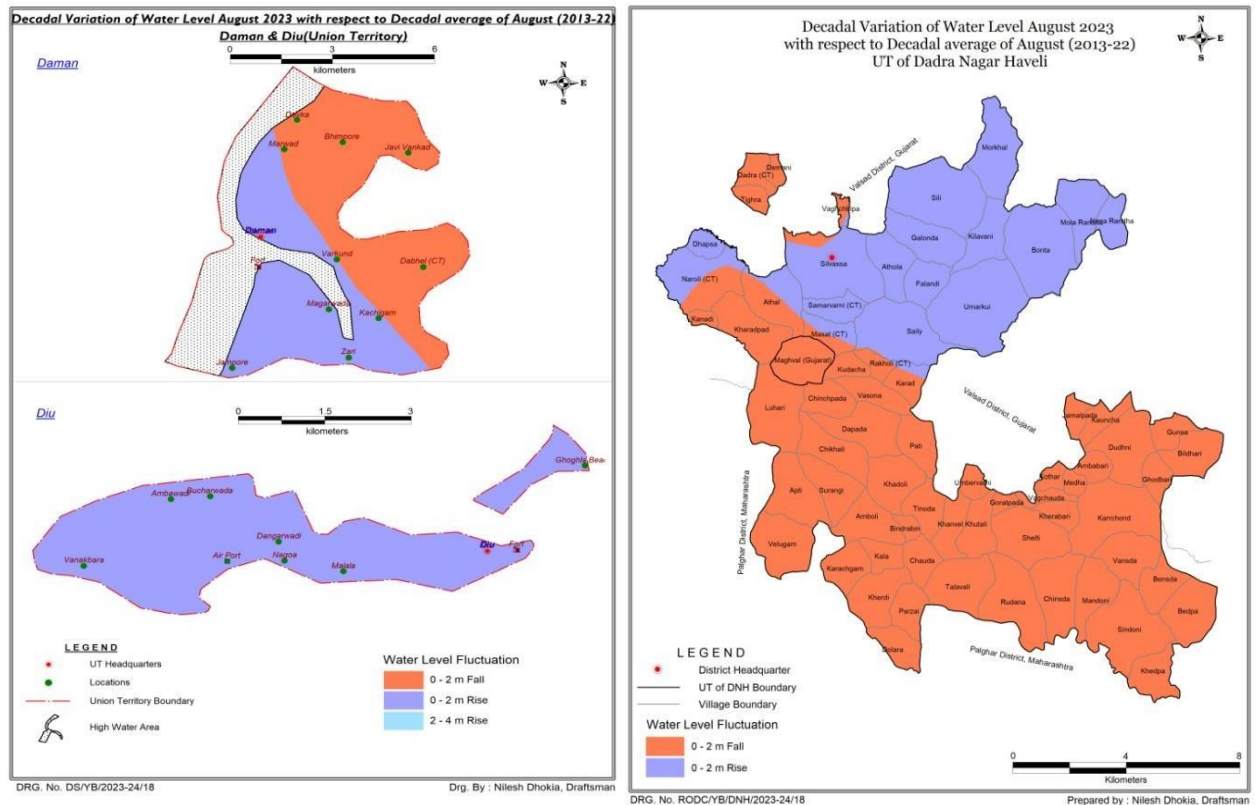 Decadal Variation of Water Level August 2023 with respect to Decadal average of August (2013-22)
Daman & Diu(Union Territory)
0 3 6
kilometers
Daman
N
W E
S
Devka
Marwad
Bhimpore
Javi Vankad
Daman
Fort
Varkund
Dabhel (CT)
Magarwada
Kachigam
Zari
Jampore
Diu
0 1.5 3
kilometers
Ghoghla Bea
Ambawadi
Bucharwada
Dangarwadi
Vanakbara
Air Port
Nagoa
Malala
Diu
Fort
LEGEND
UT Headquarters
Locations
Union Territory Boundary
High Water Area
Water Level Fluctuation
0 - 2 m Fall
0 - 2 m Rise
2 - 4 m Rise
DRG. No. DS/YB/2023-24/18
Drg. By : Nilesh Dhokia, Draftsman
Decadal Variation of Water Level August 2023
with respect to Decadal average of August (2013-22)
UT of Dadra Nagar Haveli
N
W E
S
Valsad District, Gujarat
Morkhal
Demani
Dadra (CT)
Tighra
Vaghchhipa
Sili
Mota Randha
Dhapsa
Galonda
Kilavani
Bonta
Silvassa
Athola
Naroli (CT)
Falandi
Athal
Samarvarni (CT)
Umarkui
Kanadi
Kharadpad
Masat (CT)
Saily
Maghval (Gujarat)
Kudacha
Rakholi (CT)
Karad
Valsad District, Gujarat
Luhari
Chinchpada
Vasona
Jamalpada
Kauncha
Dapada
Gunsa
Chikhali
Pati
Dudhni
Bildhari
Ambabari
Umbervadhi
Kothar
Medha
Ghodbari
Palghar District, Maharashtra
Apti
Surangi
Khadoli
Goratpada
Vagchauda
Tinoda
Kherabari
Amboli
Bindrabin
Khanvel
Khutali
Karchond
Velugam
Shelti
Kala
Chauda
Vansda
Karachgam
Talavali
Bensda
Kherdi
Rudana
Chinsda
Mandoni
Bedpa
Parzai
Sindoni
Dolara
Palghar District, Maharashtra
Khedpa
LEGEND
District Headquarter
UT of DNH Boundary
Village Boundary
Water Level Fluctuation
0 - 2 m Fall
0 - 2 m Rise
0 4 8
Kilometers
DRG. No. RODC/YB/DNH/2023-24/18
Prepared by : Nilesh Dhokia, Draftsman